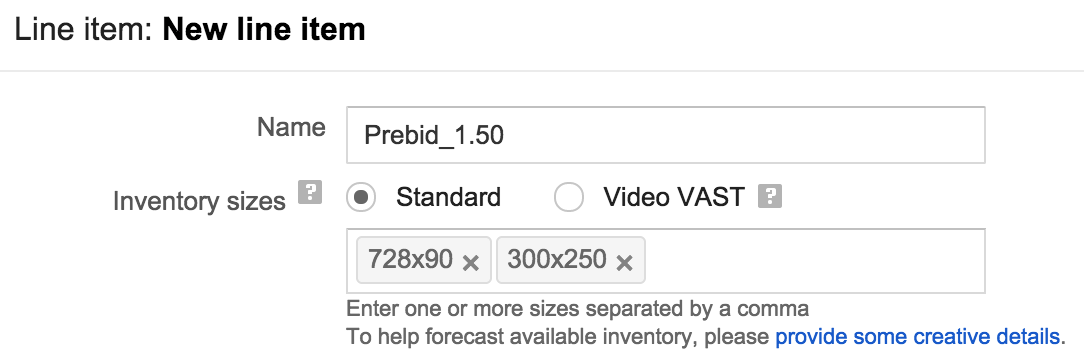 Line item: New line item
Name Prebid_1.50
Inventory sizes ? Standard Video VAST ?
728x90 × 300x250 ×
Enter one or more sizes separated by a comma
To help forecast available inventory, please provide some creative details.